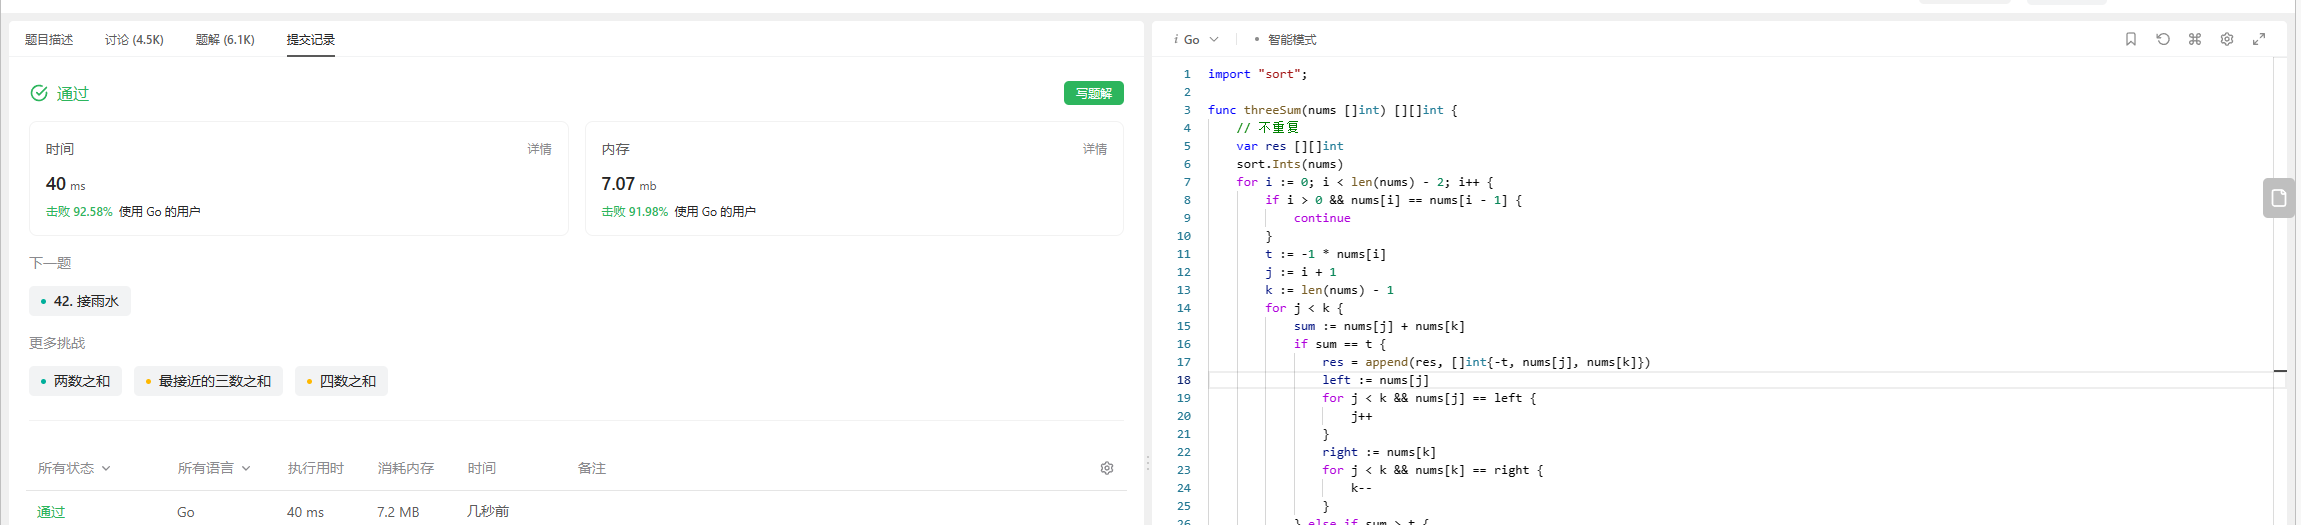 题目描述 讨论 (4.5K) 题解 (6.1K) 提交记录
通过
写题解
时间 详情
40 ms
击败 92.58% 使用 Go 的用户
内存 详情
7.07 mb
击败 91.98% 使用 Go 的用户
下一题
42. 接雨水
更多挑战
两数之和 最接近的三数之和 四数之和
所有状态 所有语言 执行用时 消耗内存 时间 备注
通过 Go 40 ms 7.2 MB 几秒前
i Go • 智能模式
1 import "sort";
2
3 func threeSum(nums []int) [][]int {
4 // 不重复
5 var res [][]int
6 sort.Ints(nums)
7 for i := 0; i < len(nums) - 2; i++ {
8 if i > 0 && nums[i] == nums[i - 1] {
9 continue
10 }
11 t := -1 * nums[i]
12 j := i + 1
13 k := len(nums) - 1
14 for j < k {
15 sum := nums[j] + nums[k]
16 if sum == t {
17 res = append(res, []int{-t, nums[j], nums[k]})
18 left := nums[j]
19 for j < k && nums[j] == left {
20 j++
21 }
22 right := nums[k]
23 for j < k && nums[k] == right {
24 k--
25 }
26 } else if sum > t {